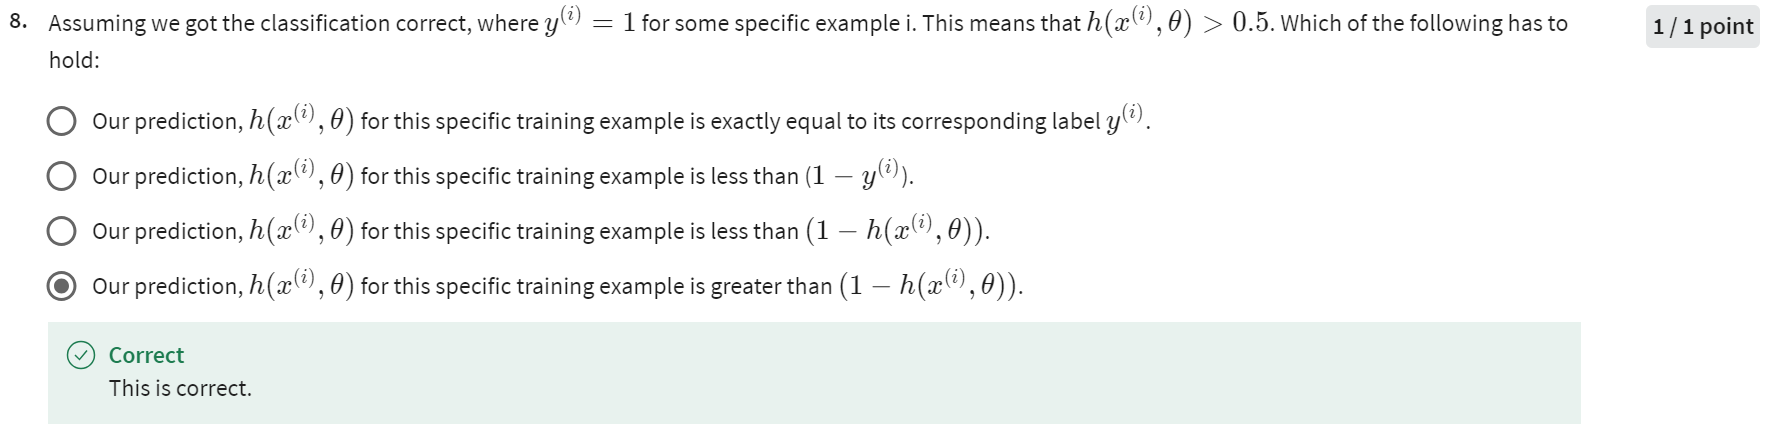 8. Assuming we got the classification correct, where y⁽ⁱ⁾ = 1 for some specific example i. This means that h(x⁽ⁱ⁾, θ) > 0.5. Which of the following has to
1 / 1 point
hold:
Our prediction, h(x⁽ⁱ⁾, θ) for this specific training example is exactly equal to its corresponding label y⁽ⁱ⁾.
Our prediction, h(x⁽ⁱ⁾, θ) for this specific training example is less than (1 − y⁽ⁱ⁾).
Our prediction, h(x⁽ⁱ⁾, θ) for this specific training example is less than (1 − h(x⁽ⁱ⁾, θ)).
Our prediction, h(x⁽ⁱ⁾, θ) for this specific training example is greater than (1 − h(x⁽ⁱ⁾, θ)).
Correct
This is correct.